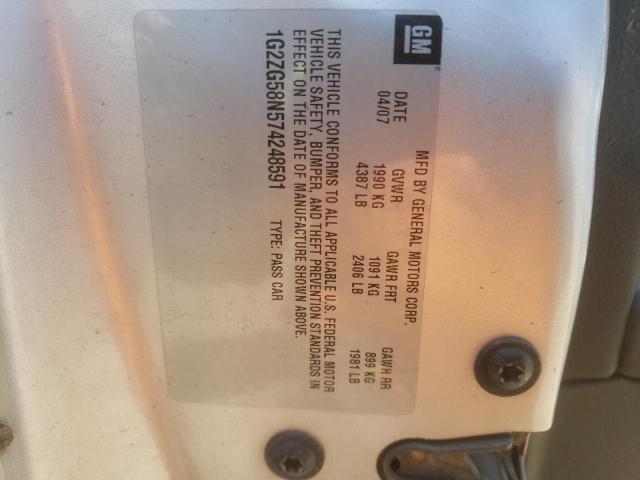 GM
MFD BY GENERAL MOTORS CORP.
DATE GVWR GAWR FRT GAWR RR
04/07 1990 KG 1091 KG 899 KG
4387 LB 2406 LB 1981 LB
THIS VEHICLE CONFORMS TO ALL APPLICABLE U.S. FEDERAL MOTOR
VEHICLE SAFETY, BUMPER, AND THEFT PREVENTION STANDARDS IN
EFFECT ON THE DATE OF MANUFACTURE SHOWN ABOVE.
1G2ZG58N574248591 TYPE: PASS CAR